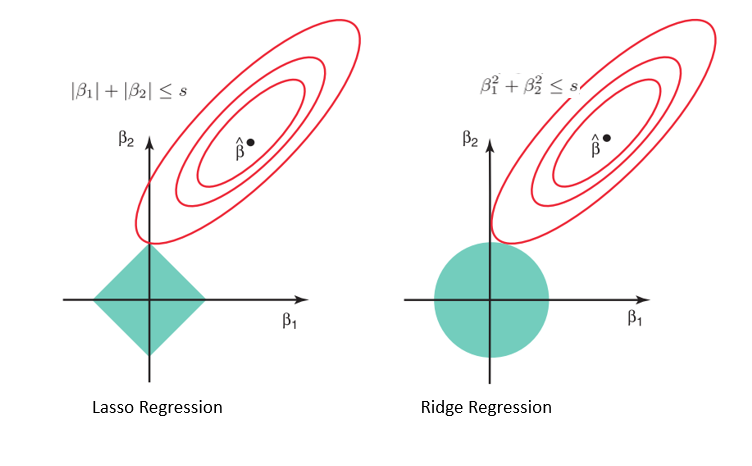 |β₁| + |β₂| ≤ s
β₂
β̂
β₁
Lasso Regression
β₁² + β₂² ≤ s
β₂
β̂
β₁
Ridge Regression